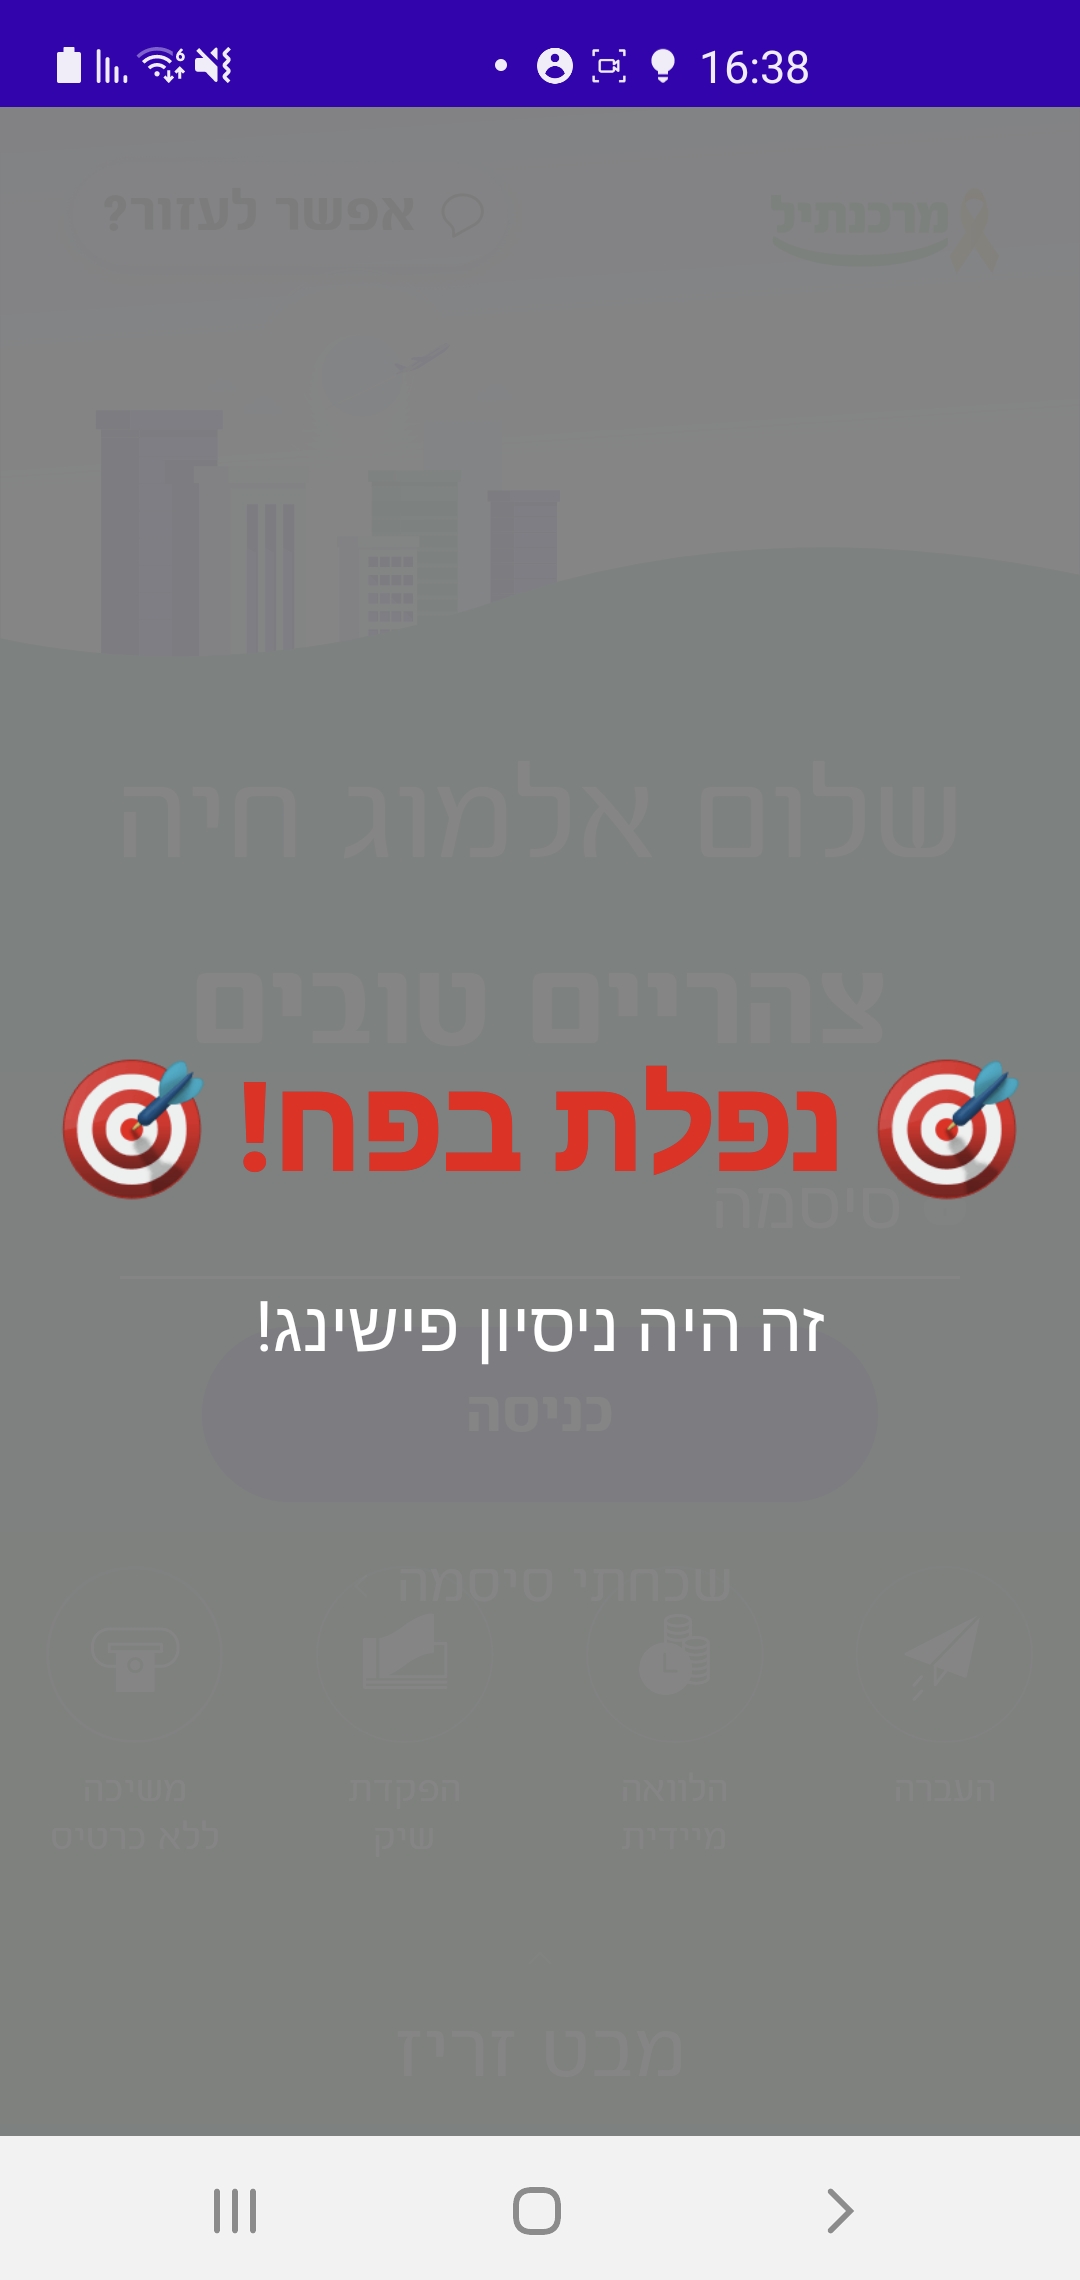 16:38
מרכנתיל
אפשר לעזור?
שלום אלמוג חיה
צהריים טובים
🎯 נפלת בפח! 🎯
סיסמה
זה היה ניסיון פישינג!
כניסה
שכחתי סיסמה
העברה
הלוואה מיידית
הפקדת שיק
משיכה ללא כרטיס
מבט זריז